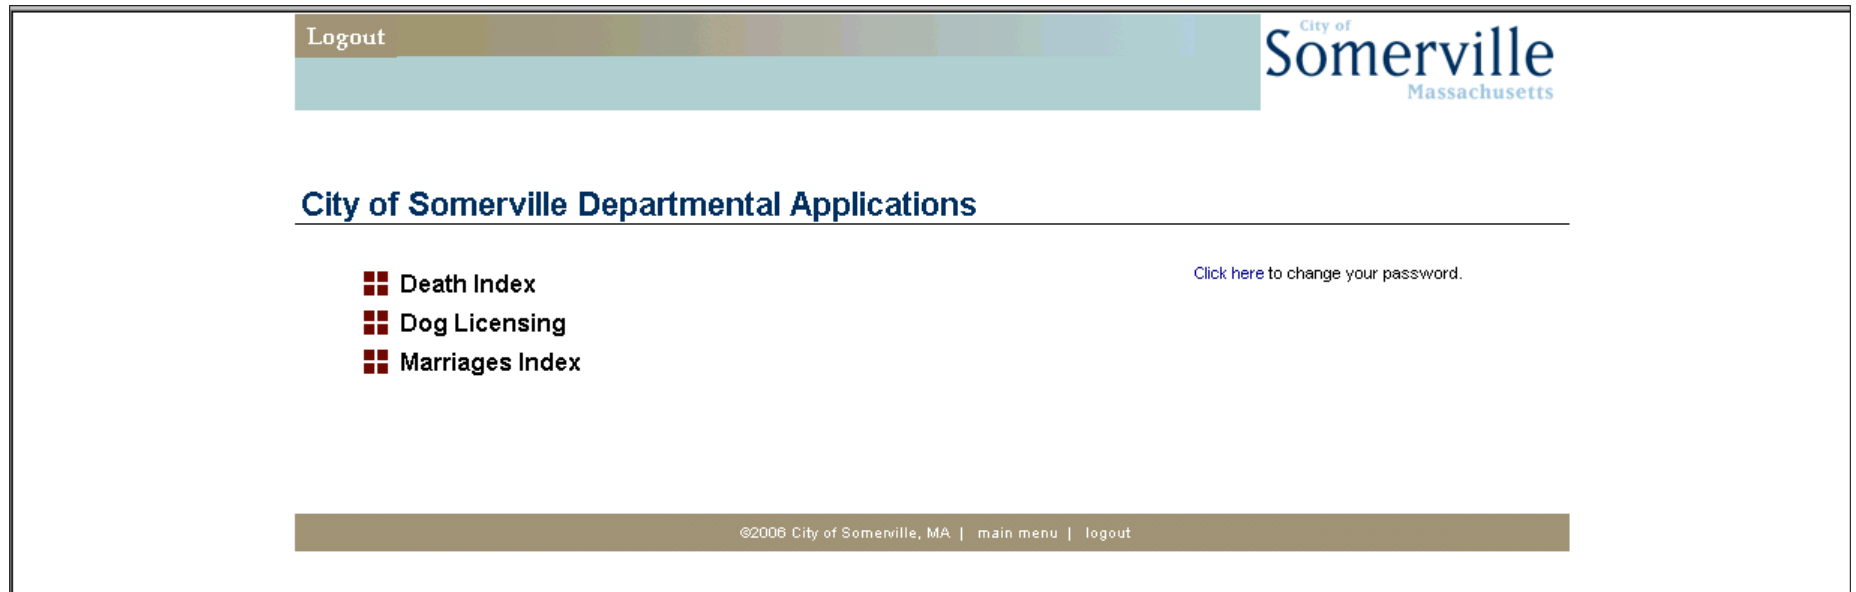 Logout
City of
Somerville
Massachusetts
City of Somerville Departmental Applications
Death Index
Click here to change your password.
Dog Licensing
Marriages Index
©2006 City of Somerville, MA | main menu | logout